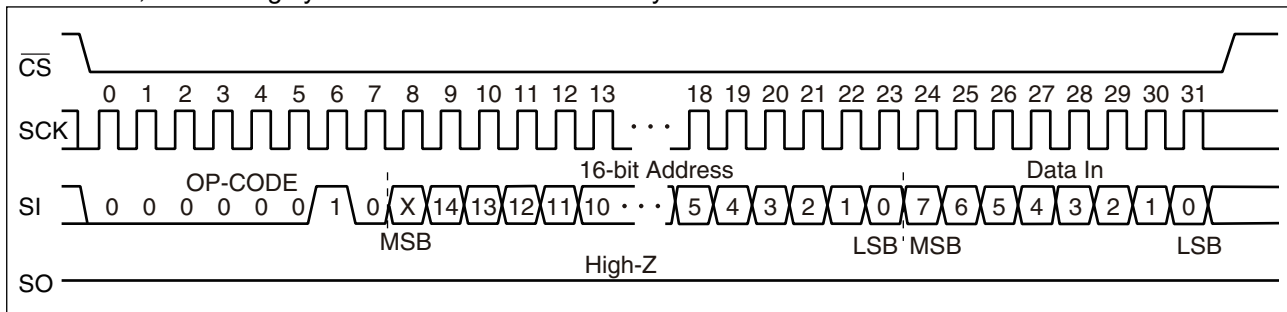 CS
0 1 2 3 4 5 6 7 8 9 10 11 12 13 18 19 20 21 22 23 24 25 26 27 28 29 30 31
SCK
OP-CODE 16-bit Address Data In
SI 0 0 0 0 0 0 1 0 X 14 13 12 11 10 5 4 3 2 1 0 7 6 5 4 3 2 1 0
MSB LSB MSB LSB
High-Z
SO